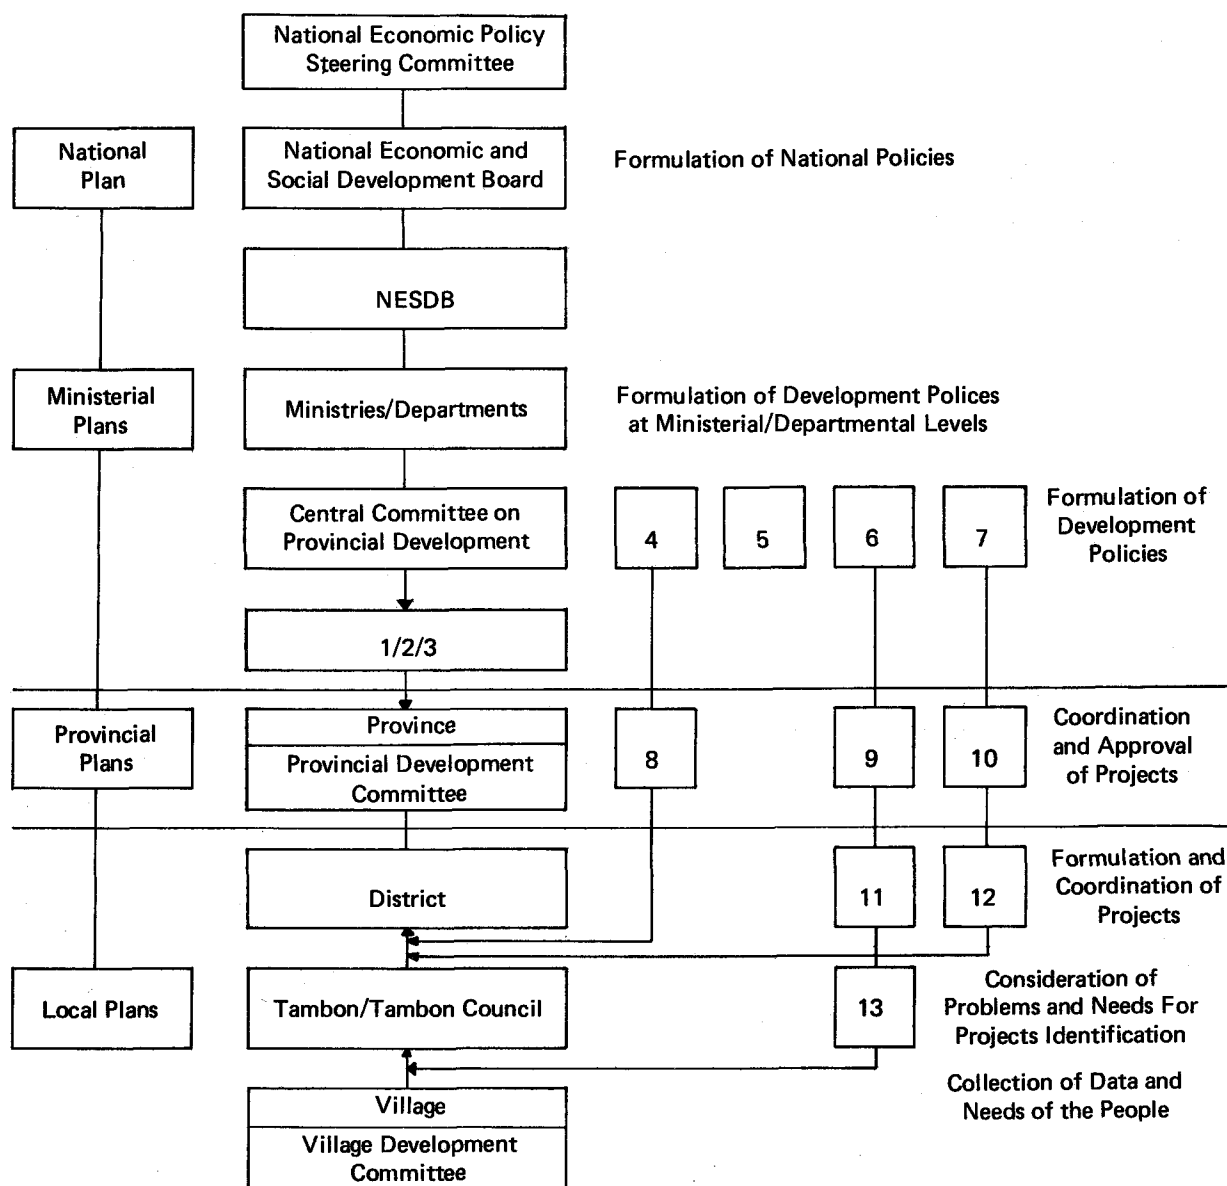 National Economic Policy
Steering Committee
National
Plan
National Economic and
Social Development Board
Formulation of National Policies
NESDB
Ministerial
Plans
Ministries/Departments
Formulation of Development Polices
at Ministerial/Departmental Levels
Central Committee on
Provincial Development
4
5
6
7
Formulation of
Development
Policies
1/2/3
Provincial
Plans
Province
Provincial Development
Committee
8
9
10
Coordination
and Approval
of Projects
District
11
12
Formulation and
Coordination of
Projects
Local Plans
Tambon/Tambon Council
13
Consideration of
Problems and Needs For
Projects Identification
Collection of Data and
Needs of the People
Village
Village Development
Committee